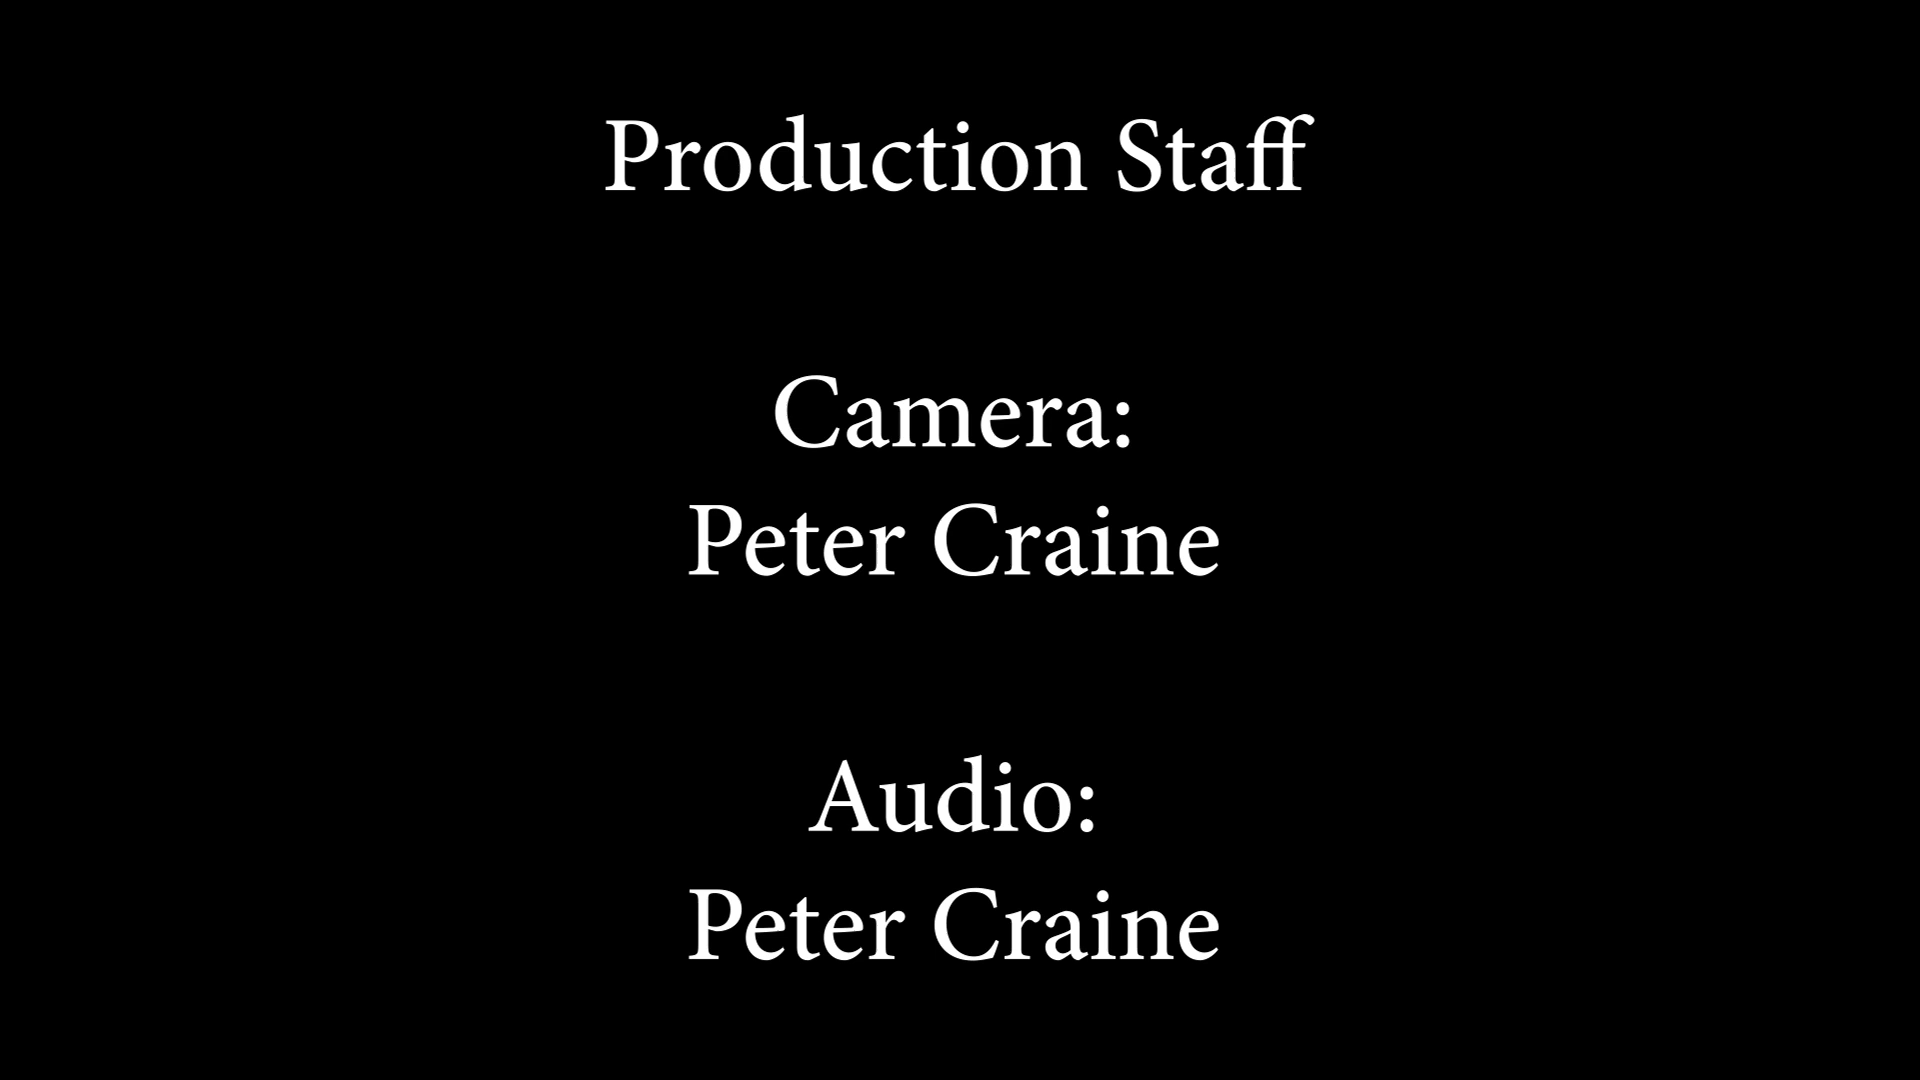 Production Staff
Camera:
Peter Craine
Audio:
Peter Craine